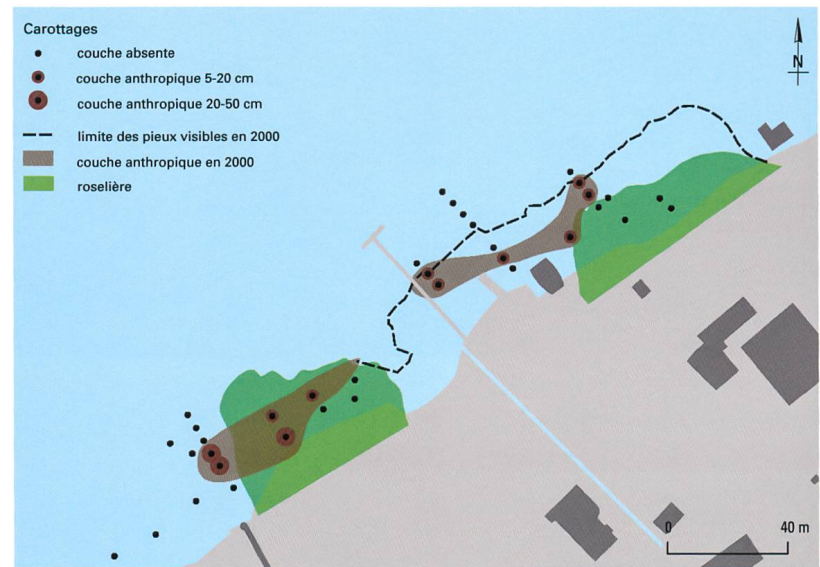 Carottages
couche absente
couche anthropique 5-20 cm
couche anthropique 20-50 cm
limite des pieux visibles en 2000
couche anthropique en 2000
roselière
N
0 40 m